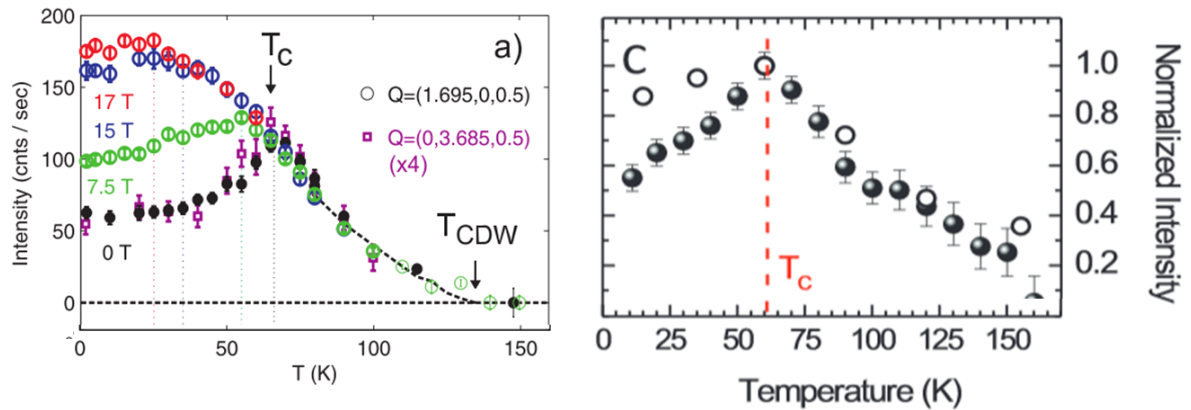 200
150
100
50
0
Intensity (cnts / sec)
a)
T_C
17 T
15 T
7.5 T
0 T
Q=(1.695,0,0.5)
Q=(0,3.685,0.5)
(x4)
T_CDW
0 50 100 150
T (K)
C
T_C
1.0
0.8
0.6
0.4
0.2
Normalized Intensity
0 25 50 75 100 125 150
Temperature (K)